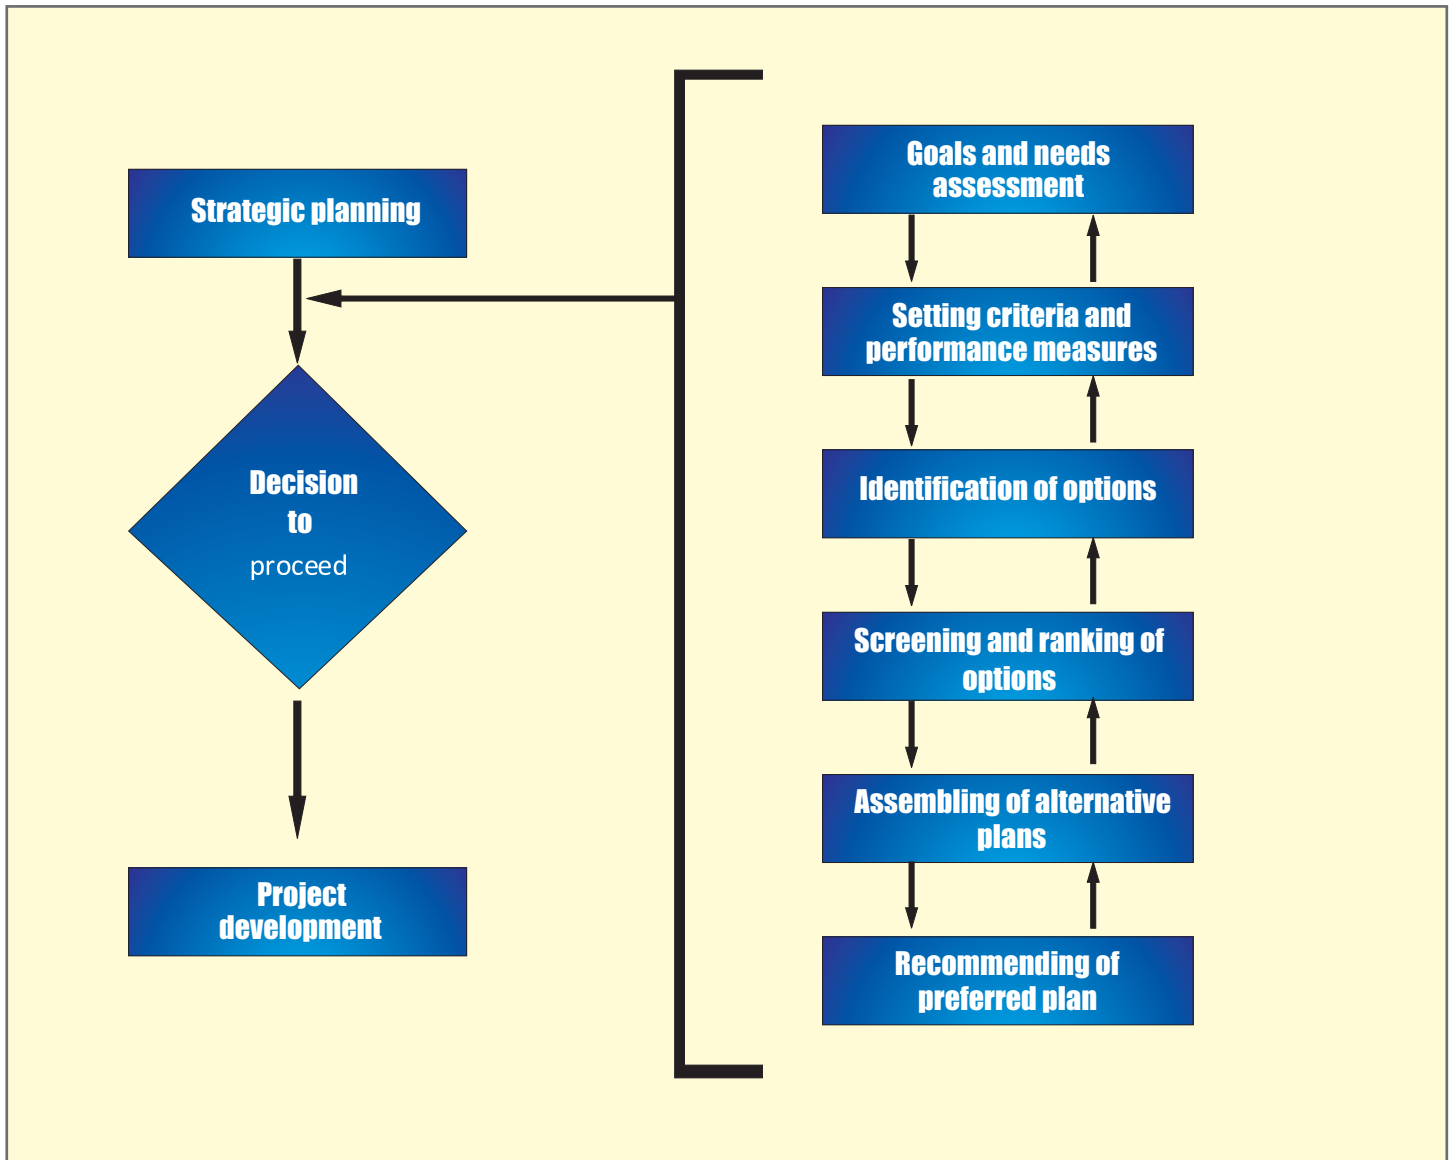 Strategic planning
Decision
to
proceed
Project
development
Goals and needs
assessment
Setting criteria and
performance measures
Identification of options
Screening and ranking of
options
Assembling of alternative
plans
Recommending of
preferred plan